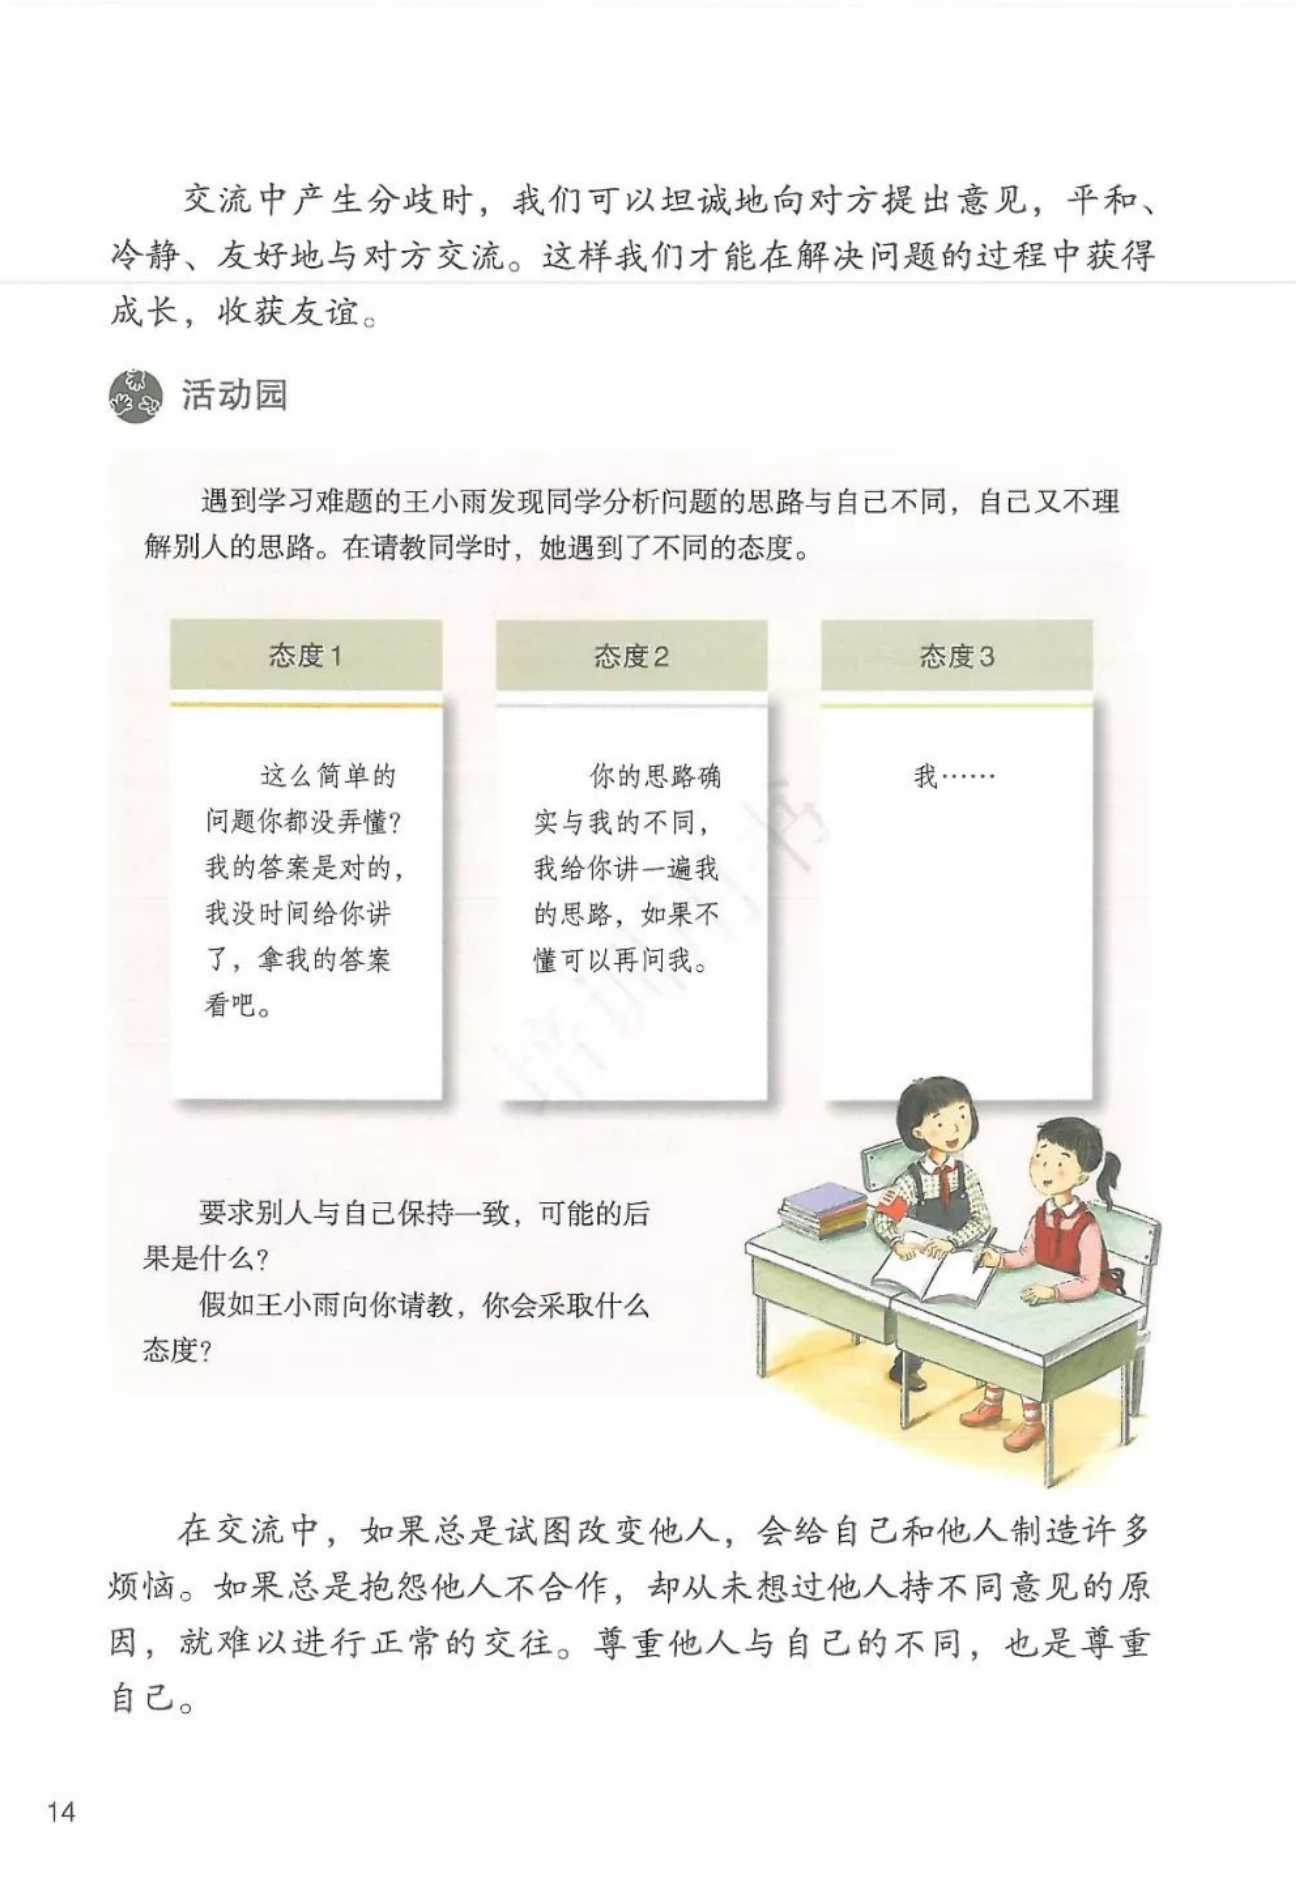 交流中产生分歧时，我们可以坦诚地向对方提出意见，平和、
冷静、友好地与对方交流。这样我们才能在解决问题的过程中获得
成长，收获友谊。
活动园
遇到学习难题的王小雨发现同学分析问题的思路与自己不同，自己又不理
解别人的思路。在请教同学时，她遇到了不同的态度。
态度1
这么简单的
问题你都没弄懂？
我的答案是对的，
我没时间给你讲
了，拿我的答案
看吧。
态度2
你的思路确
实与我的不同，
我给你讲一遍我
的思路，如果不
懂可以再问我。
态度3
我……
要求别人与自己保持一致，可能的后
果是什么？
假如王小雨向你请教，你会采取什么
态度？
在交流中，如果总是试图改变他人，会给自己和他人制造许多
烦恼。如果总是抱怨他人不合作，却从未想过他人持不同意见的原
因，就难以进行正常的交往。尊重他人与自己的不同，也是尊重
自己。
14